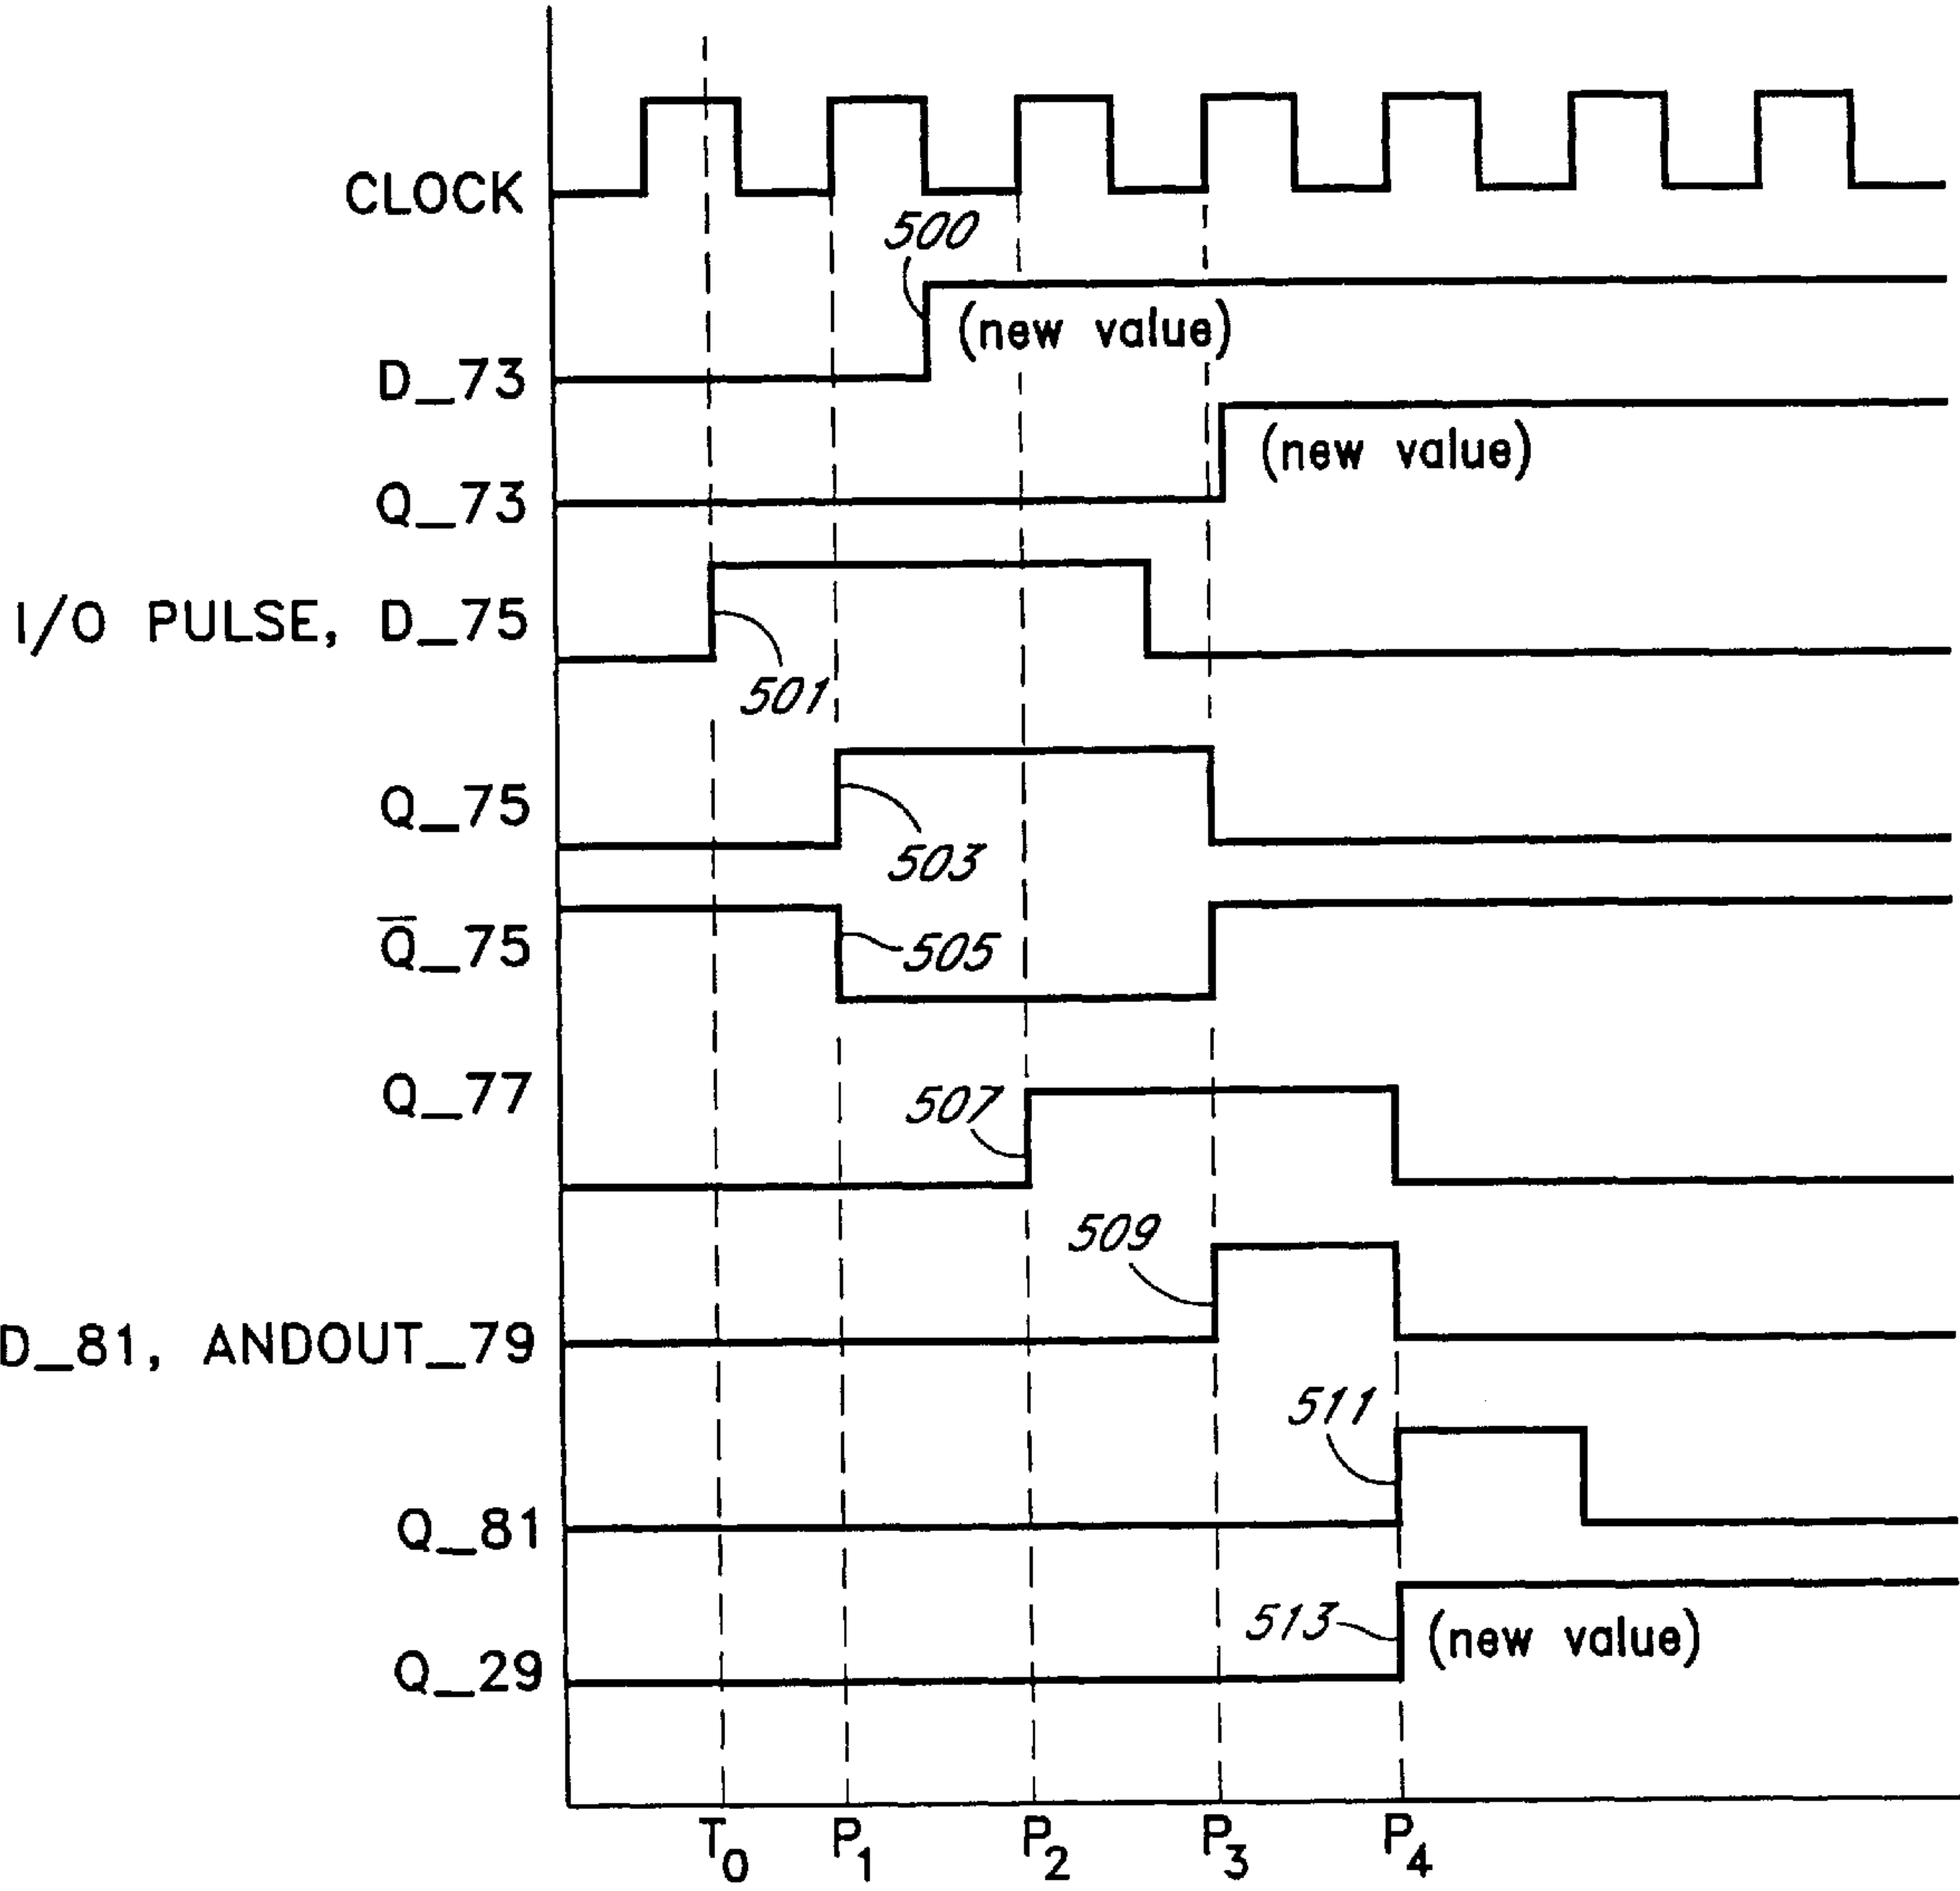 CLOCK
500
(new value)
D_73
(new value)
Q_73
I/O PULSE, D_75
501
Q_75
503
Q̅_75
505
Q_77
507
509
D_81, ANDOUT_79
511
Q_81
513
(new value)
Q_29
T₀ P₁ P₂ P₃ P₄